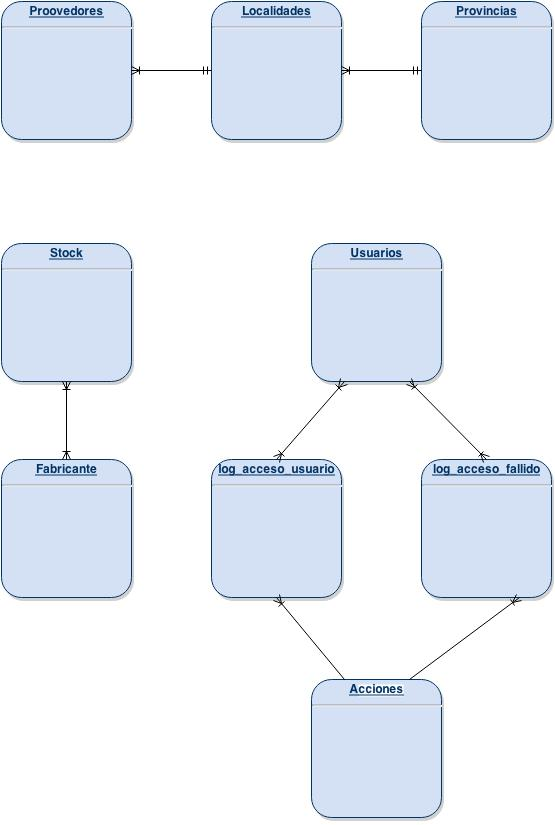 Proovedores
Localidades
Provincias
Stock
Usuarios
Fabricante
log_acceso_usuario
log_acceso_fallido
Acciones